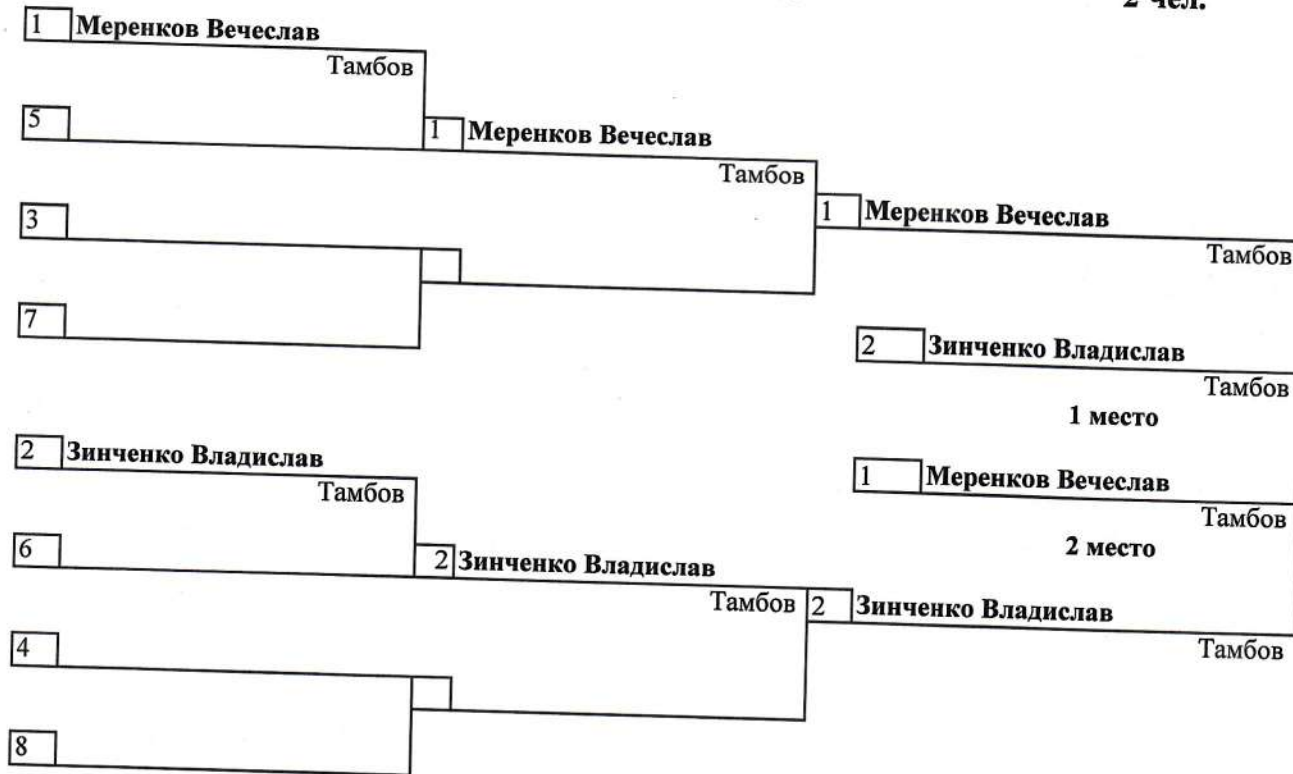 2 чел.
1 Меренков Вечеслав
Тамбов
5
1 Меренков Вечеслав
Тамбов
3
1 Меренков Вечеслав
Тамбов
7
2 Зинченко Владислав
Тамбов
1 место
2 Зинченко Владислав
Тамбов
1 Меренков Вечеслав
Тамбов
2 место
6
2 Зинченко Владислав
Тамбов
2 Зинченко Владислав
Тамбов
4
8